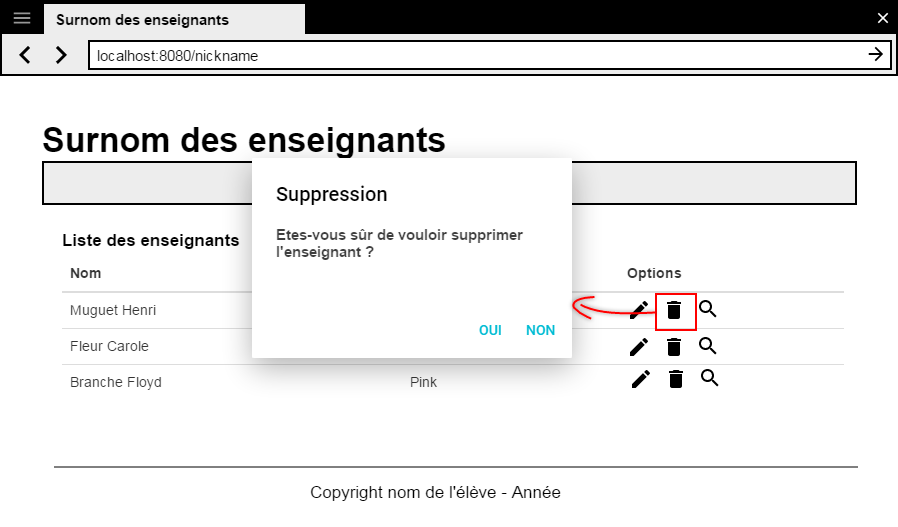 Surnom des enseignants
localhost:8080/nickname
Surnom des enseignants
Suppression
Etes-vous sûr de vouloir supprimer
l'enseignant ?
OUI NON
Liste des enseignants
Nom Options
Muguet Henri
Fleur Carole
Branche Floyd Pink
Copyright nom de l'élève - Année